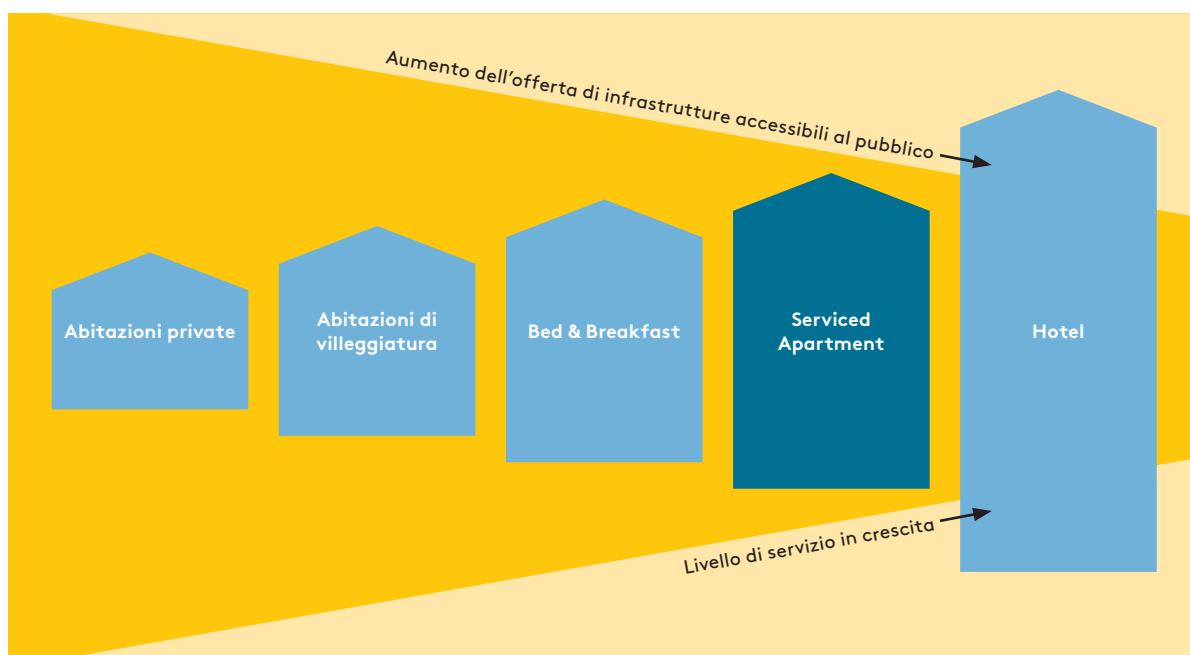 Aumento dell’offerta di infrastrutture accessibili al pubblico
Abitazioni private
Abitazioni di
villeggiatura
Bed & Breakfast
Serviced
Apartment
Hotel
Livello di servizio in crescita